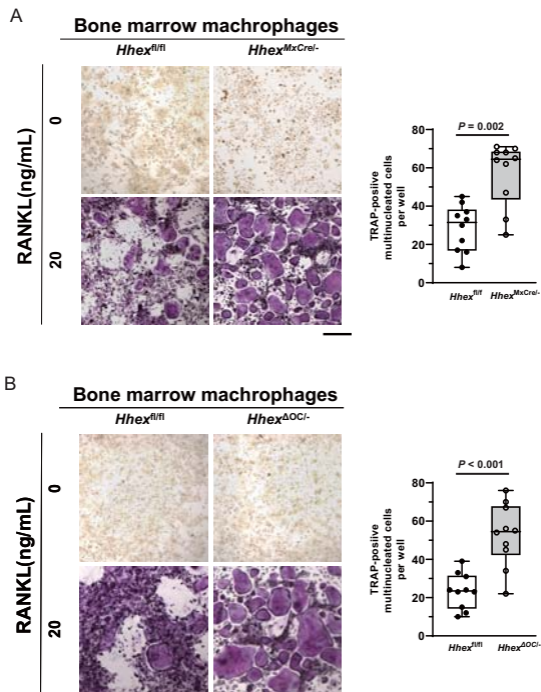 A
Bone marrow machrophages
Hhex^fl/fl Hhex^MxCre/-
RANKL(ng/mL)
0
20
P = 0.002
80
60
40
20
0
TRAP-posiive
multinucleated cells
per well
Hhex^fl/f Hhex^MxCre/-
B
Bone marrow machrophages
Hhex^fl/fl Hhex^ΔOC/-
RANKL(ng/mL)
0
20
P < 0.001
80
60
40
20
0
TRAP-posiive
multinucleated cells
per well
Hhex^fl/fl Hhex^ΔOC/-